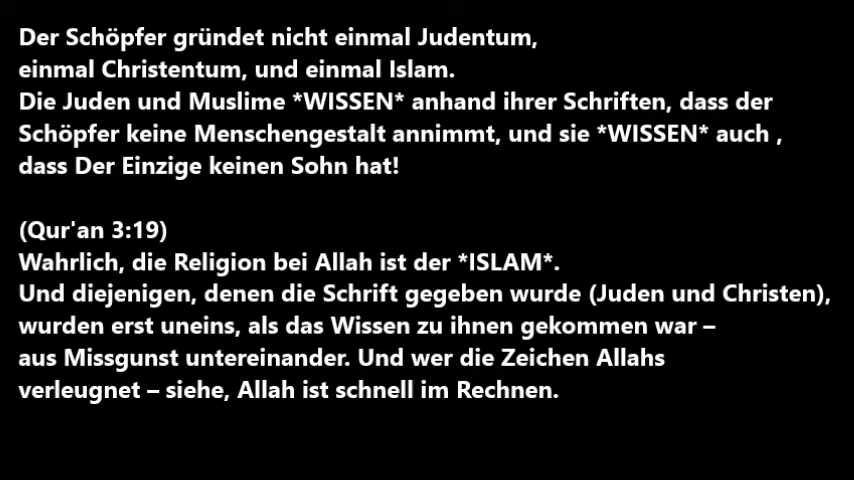 Der Schöpfer gründet nicht einmal Judentum,
einmal Christentum, und einmal Islam.
Die Juden und Muslime *WISSEN* anhand ihrer Schriften, dass der
Schöpfer keine Menschengestalt annimmt, und sie *WISSEN* auch ,
dass Der Einzige keinen Sohn hat!
(Qur'an 3:19)
Wahrlich, die Religion bei Allah ist der *ISLAM*.
Und diejenigen, denen die Schrift gegeben wurde (Juden und Christen),
wurden erst uneins, als das Wissen zu ihnen gekommen war –
aus Missgunst untereinander. Und wer die Zeichen Allahs
verleugnet – siehe, Allah ist schnell im Rechnen.